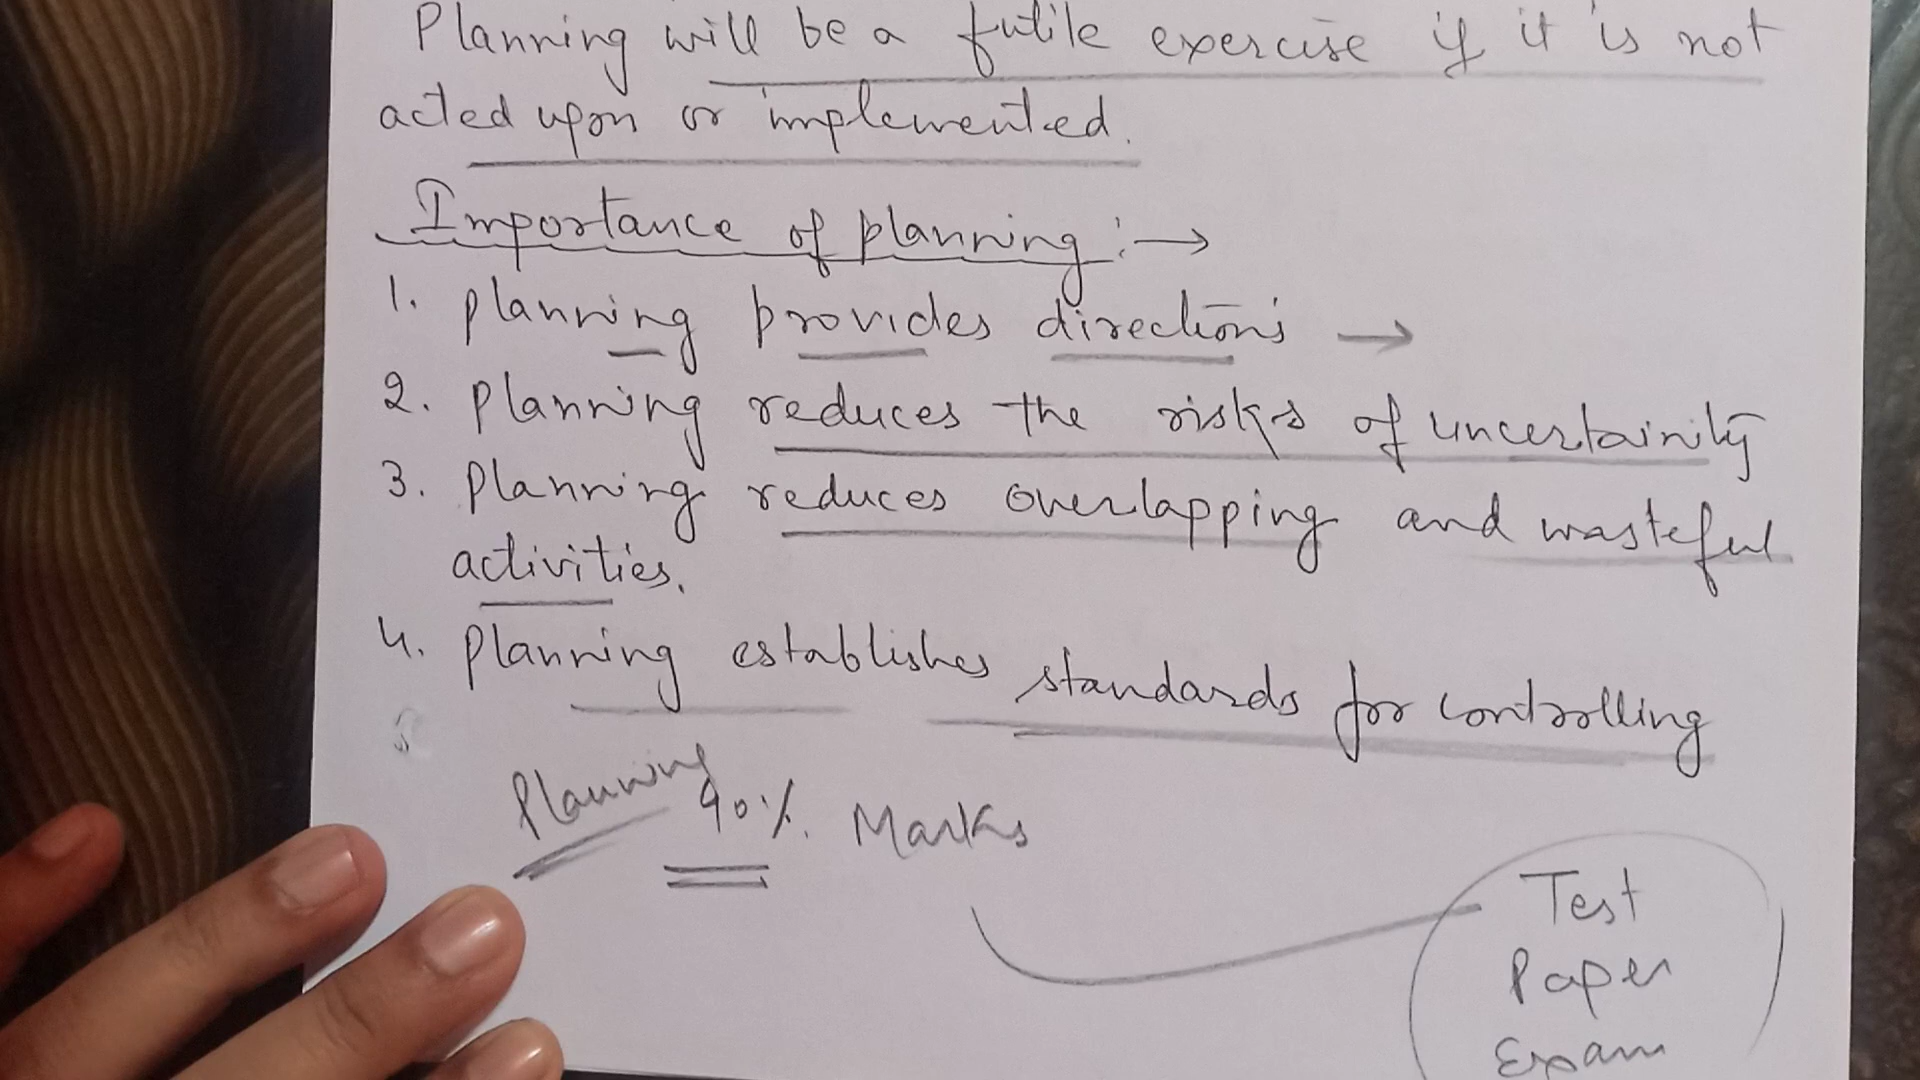 Planning will be a futile exercise if it is not
acted upon or implemented.
Importance of planning :→
1. planning provides directions →
2. planning reduces the risks of uncertainity
3. planning reduces overlapping and wasteful
activities.
4. planning establishes standards for controlling
Planning
90%. Marks
Test
Paper
Exam